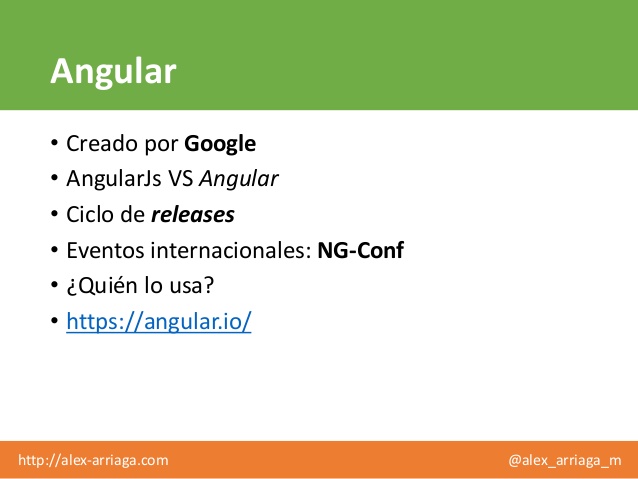 Angular
• Creado por Google
• AngularJs VS Angular
• Ciclo de releases
• Eventos internacionales: NG-Conf
• ¿Quién lo usa?
• https://angular.io/
http://alex-arriaga.com
@alex_arriaga_m